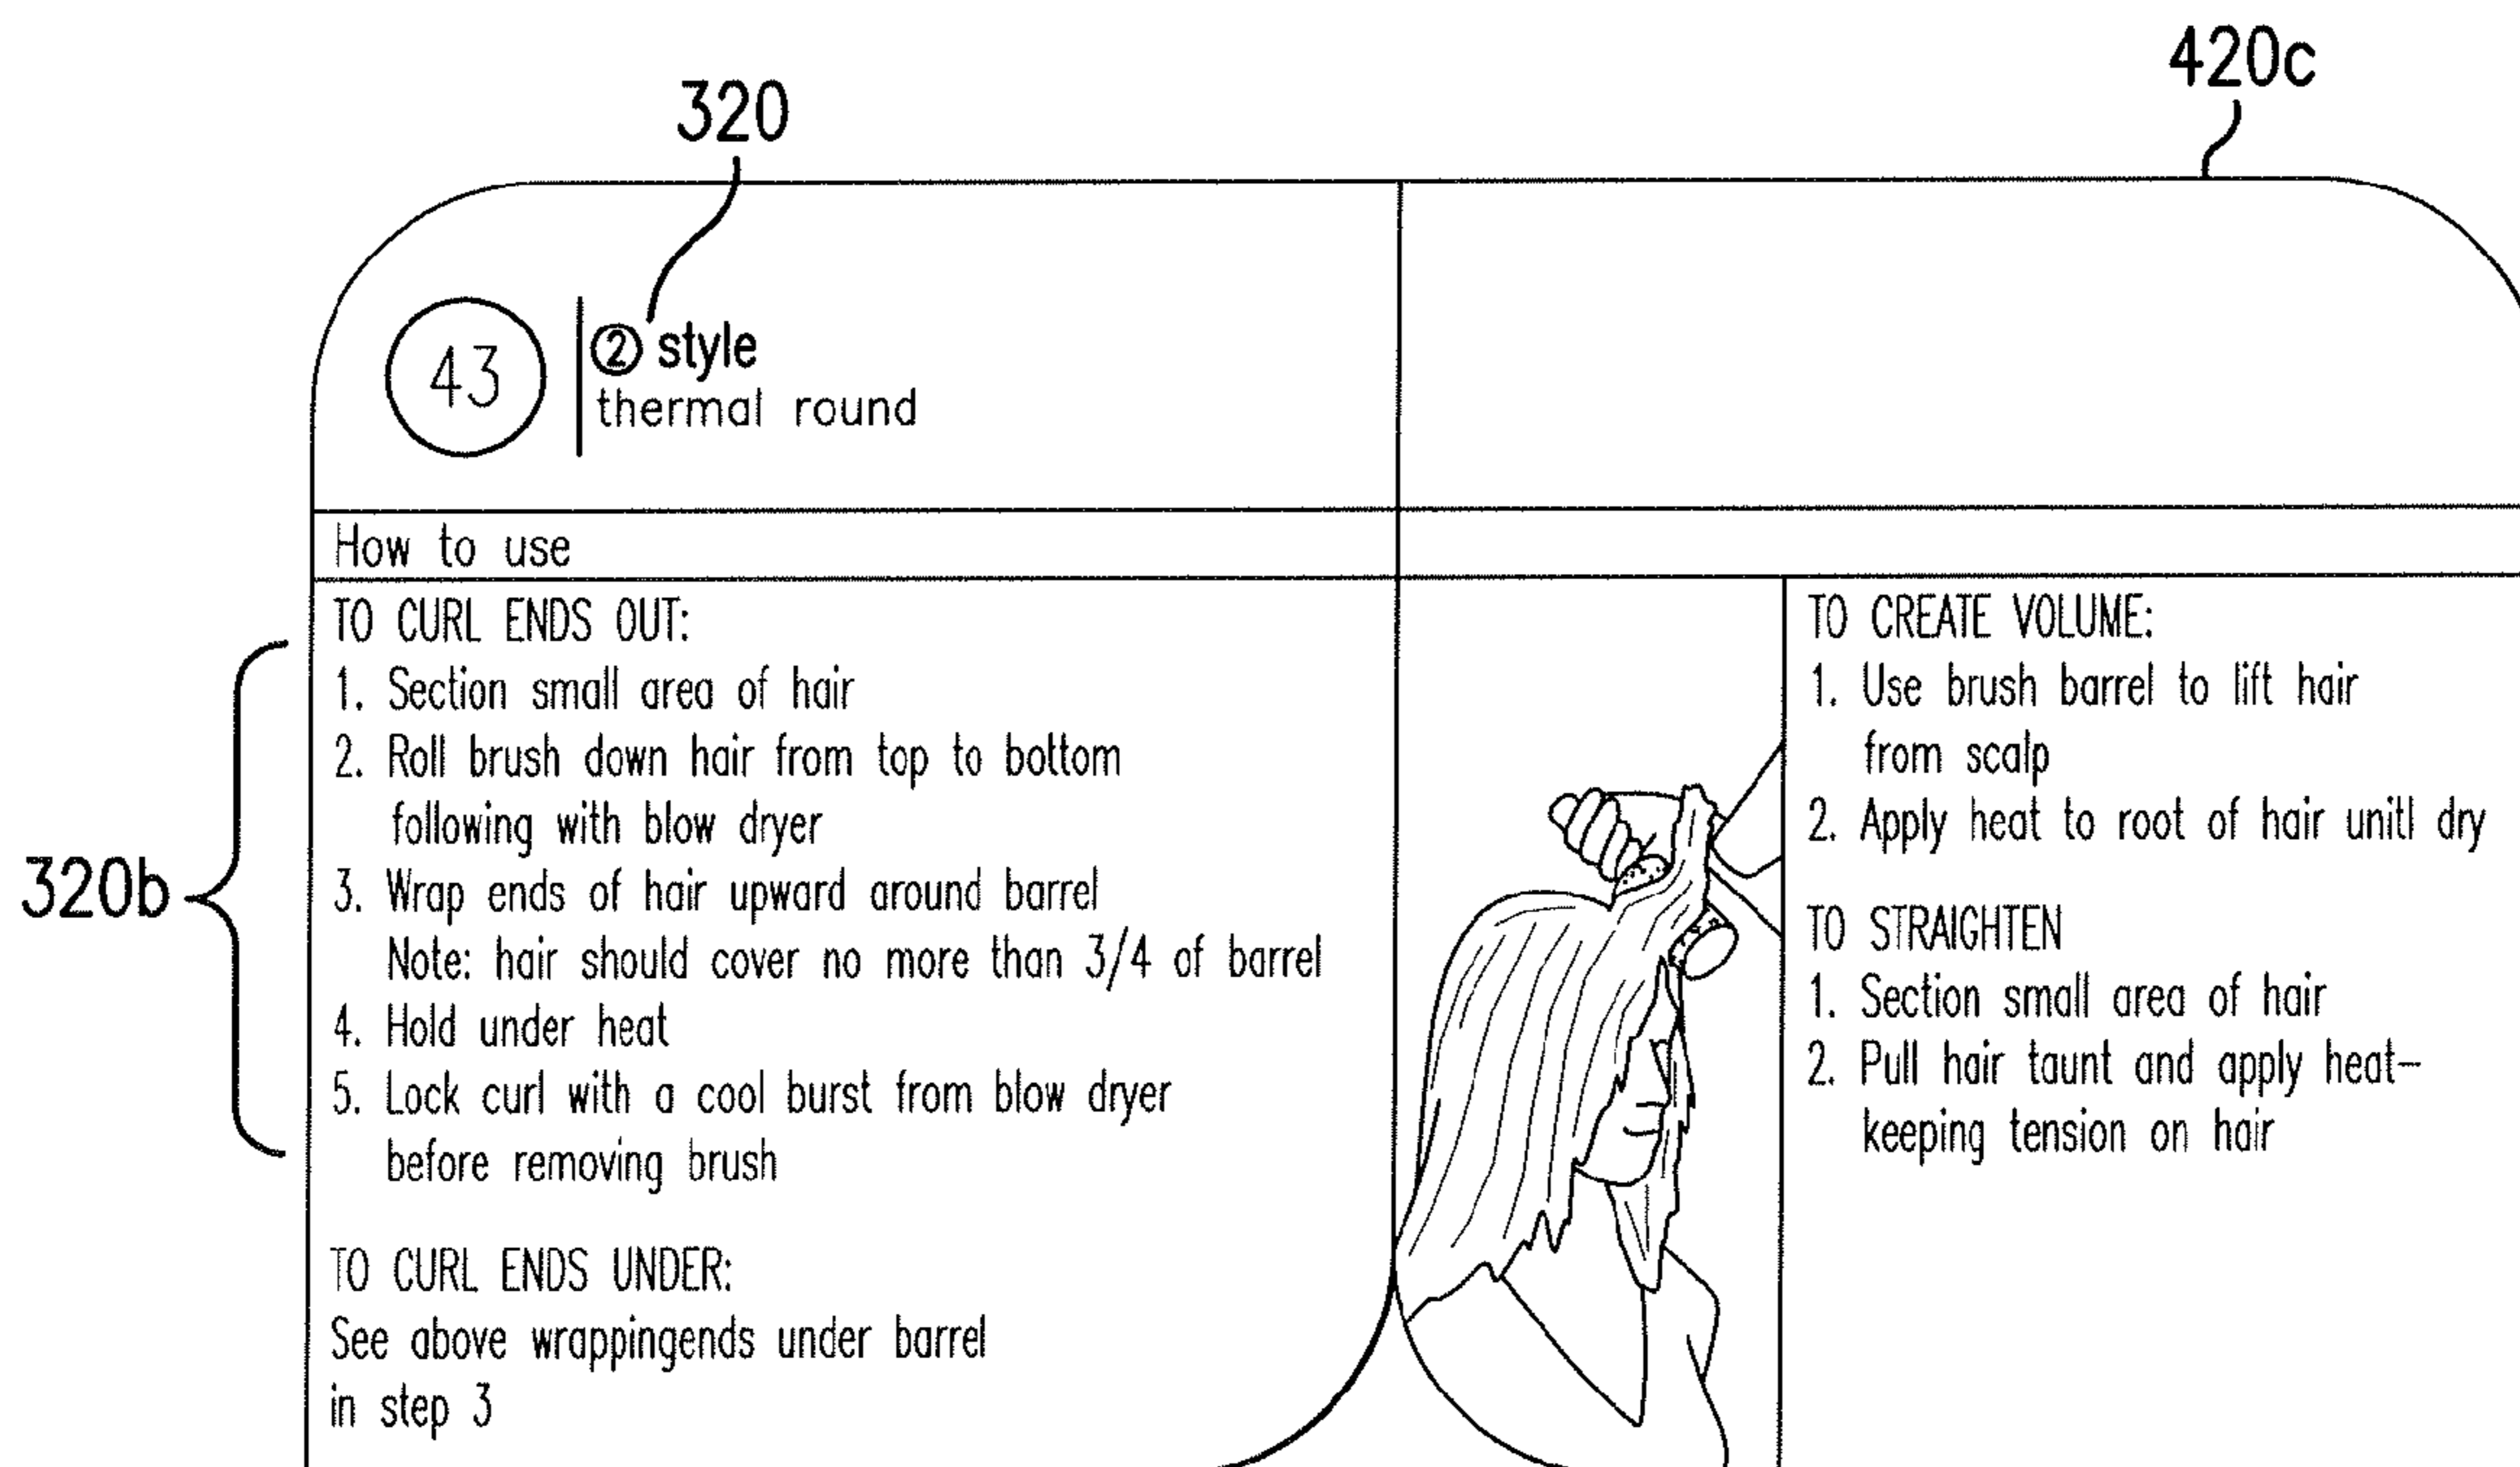 420c
320
43
② style
thermal round
How to use
320b
TO CURL ENDS OUT:
1. Section small area of hair
2. Roll brush down hair from top to bottom
following with blow dryer
3. Wrap ends of hair upward around barrel
Note: hair should cover no more than 3/4 of barrel
4. Hold under heat
5. Lock curl with a cool burst from blow dryer
before removing brush
TO CURL ENDS UNDER:
See above wrappingends under barrel
in step 3
TO CREATE VOLUME:
1. Use brush barrel to lift hair
from scalp
2. Apply heat to root of hair unitl dry
TO STRAIGHTEN
1. Section small area of hair
2. Pull hair taunt and apply heat–
keeping tension on hair